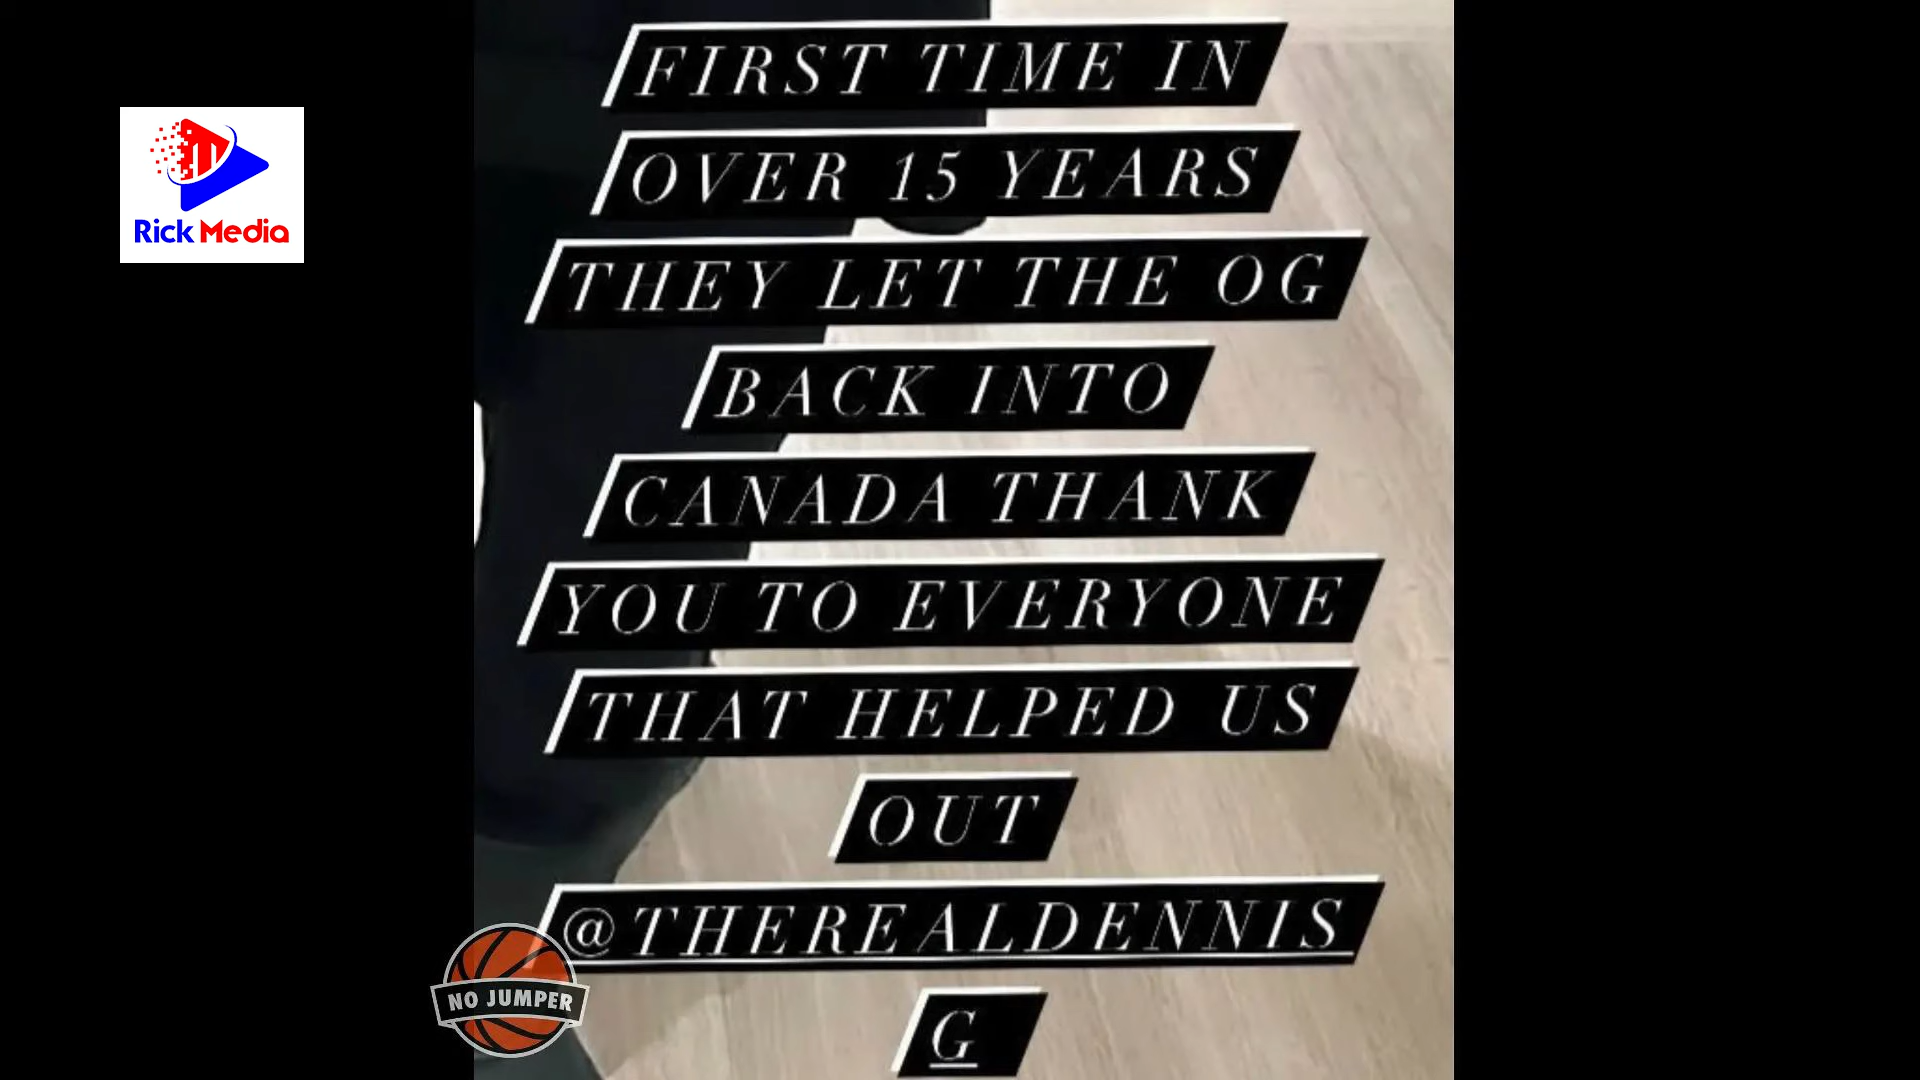 FIRST TIME IN
OVER 15 YEARS
THEY LET THE OG
BACK INTO
CANADA THANK
YOU TO EVERYONE
THAT HELPED US
OUT
@THEREALDENNIS
G
Rick Media
NO JUMPER